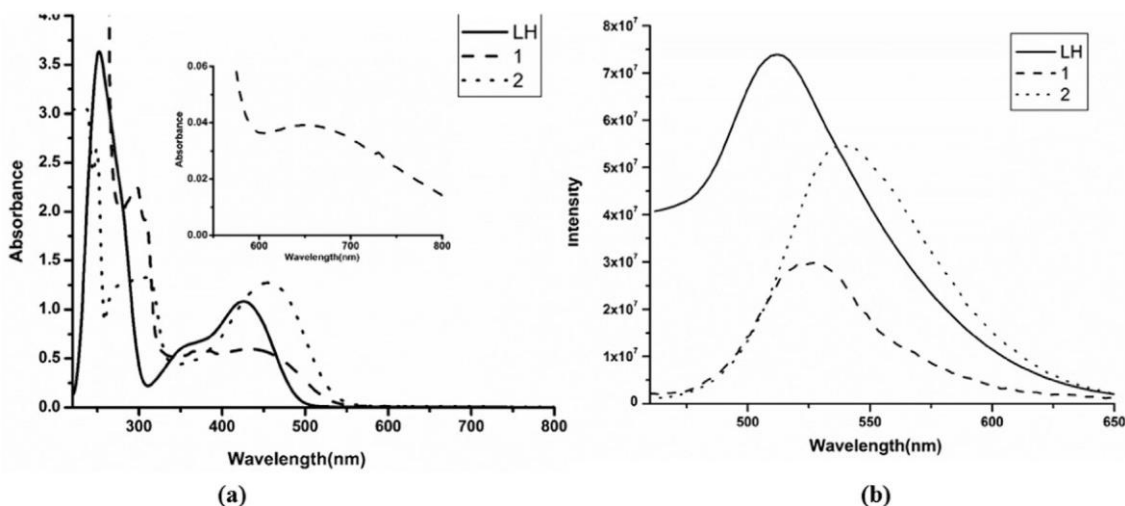 4.0
3.5
3.0
2.5
2.0
1.5
1.0
0.5
0.0
Absorbance
300 400 500 600 700 800
Wavelength(nm)
LH
1
2
0.06
0.04
0.02
0.00
Absorbance
600 700 800
Wavelength(nm)
(a)
8x10⁷
7x10⁷
6x10⁷
5x10⁷
4x10⁷
3x10⁷
2x10⁷
1x10⁷
0
Intensity
500 550 600 650
Wavelength(nm)
LH
1
2
(b)